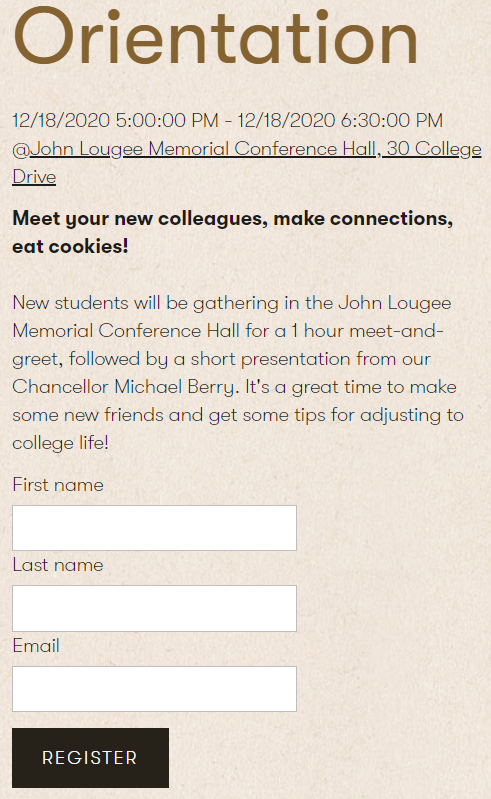 Orientation
12/18/2020 5:00:00 PM - 12/18/2020 6:30:00 PM
@John Lougee Memorial Conference Hall, 30 College
Drive
Meet your new colleagues, make connections,
eat cookies!
New students will be gathering in the John Lougee
Memorial Conference Hall for a 1 hour meet-and-
greet, followed by a short presentation from our
Chancellor Michael Berry. It's a great time to make
some new friends and get some tips for adjusting to
college life!
First name
Last name
Email
REGISTER